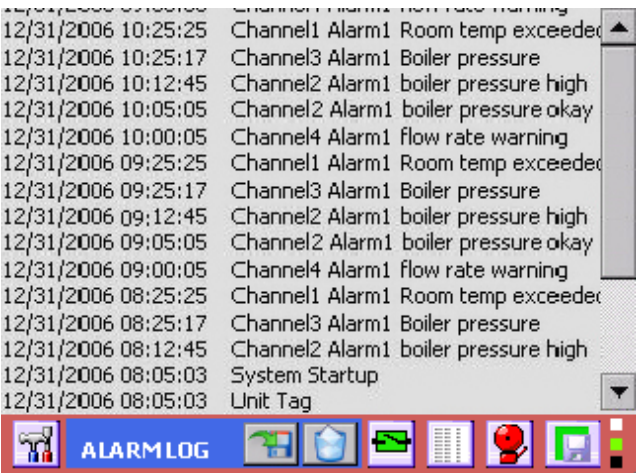 12/31/2006 10:25:25 Channel1 Alarm1 Room temp exceeded
12/31/2006 10:25:17 Channel3 Alarm1 Boiler pressure
12/31/2006 10:12:45 Channel2 Alarm1 boiler pressure high
12/31/2006 10:05:05 Channel2 Alarm1 boiler pressure okay
12/31/2006 10:00:05 Channel4 Alarm1 flow rate warning
12/31/2006 09:25:25 Channel1 Alarm1 Room temp exceeded
12/31/2006 09:25:17 Channel3 Alarm1 Boiler pressure
12/31/2006 09:12:45 Channel2 Alarm1 boiler pressure high
12/31/2006 09:05:05 Channel2 Alarm1 boiler pressure okay
12/31/2006 09:00:05 Channel4 Alarm1 flow rate warning
12/31/2006 08:25:25 Channel1 Alarm1 Room temp exceeded
12/31/2006 08:25:17 Channel3 Alarm1 Boiler pressure
12/31/2006 08:12:45 Channel2 Alarm1 boiler pressure high
12/31/2006 08:05:03 System Startup
12/31/2006 08:05:03 Unit Tag
ALARM LOG